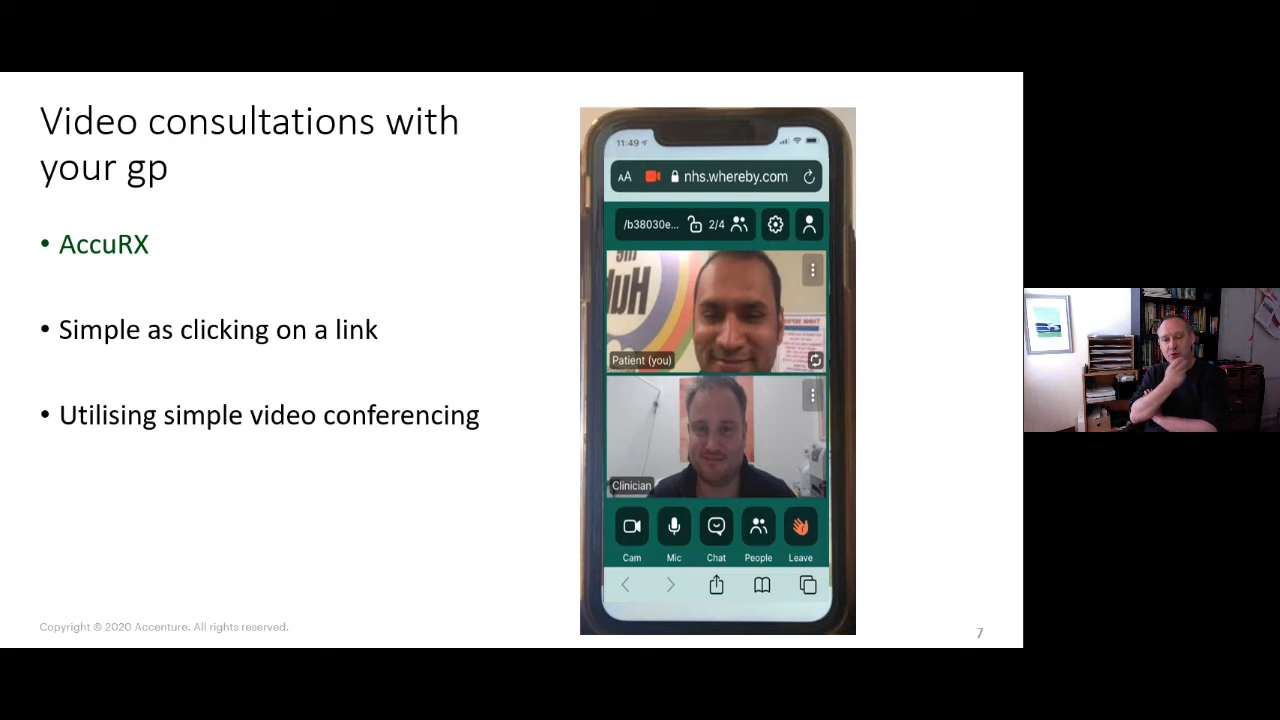 Video consultations with
your gp
• AccuRX
• Simple as clicking on a link
• Utilising simple video conferencing
11:49
AA nhs.whereby.com
/b38030e... 2/4
Hub
Patient (you)
Clinician
Cam Mic Chat People Leave
Copyright © 2020 Accenture. All rights reserved.
7